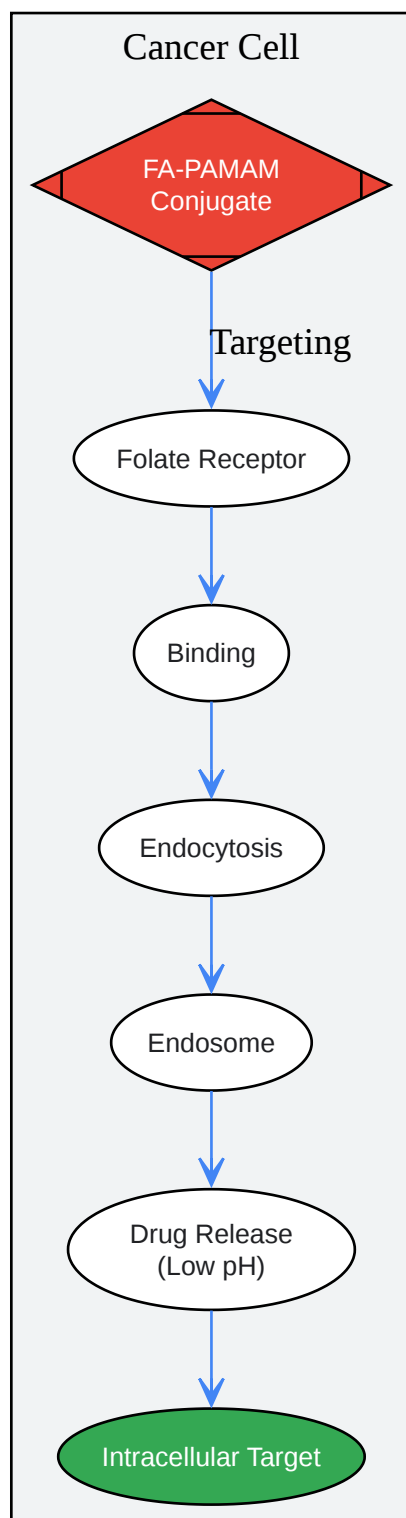 Cancer Cell
FA-PAMAM
Conjugate
Targeting
Folate Receptor
Binding
Endocytosis
Endosome
Drug Release
(Low pH)
Intracellular Target